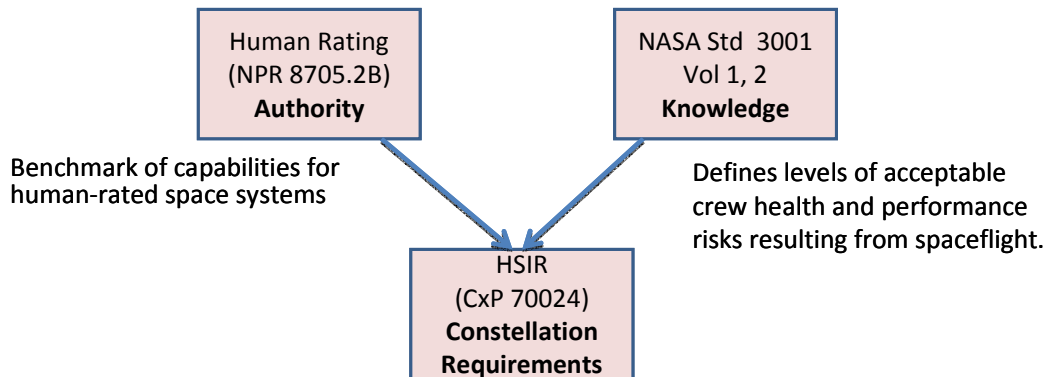 Human Rating
(NPR 8705.2B)
Authority
NASA Std 3001
Vol 1, 2
Knowledge
Benchmark of capabilities for
human-rated space systems
Defines levels of acceptable
crew health and performance
risks resulting from spaceflight.
HSIR
(CxP 70024)
Constellation
Requirements